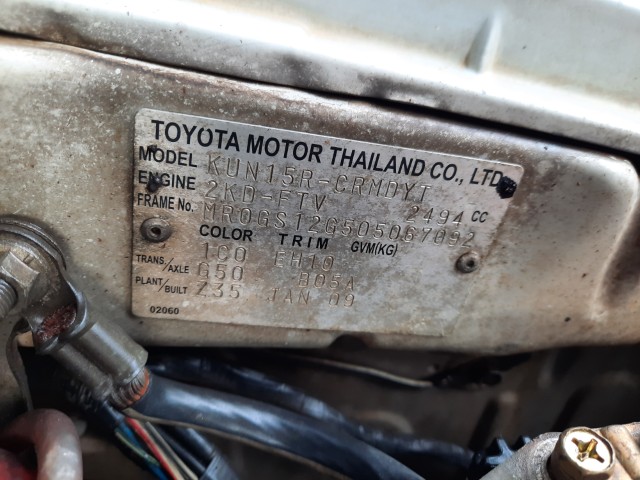 TOYOTA MOTOR THAILAND CO., LTD
MODEL KUN15R-CRMDYT
ENGINE 2KD-FTV 2494 CC
FRAME No. MR0GS12G505067092
COLOR TRIM GVM(KG)
1C0 FH10
TRANS/AXLE G50 B05A
PLANT/BUILT Z35 JAN 09
02060